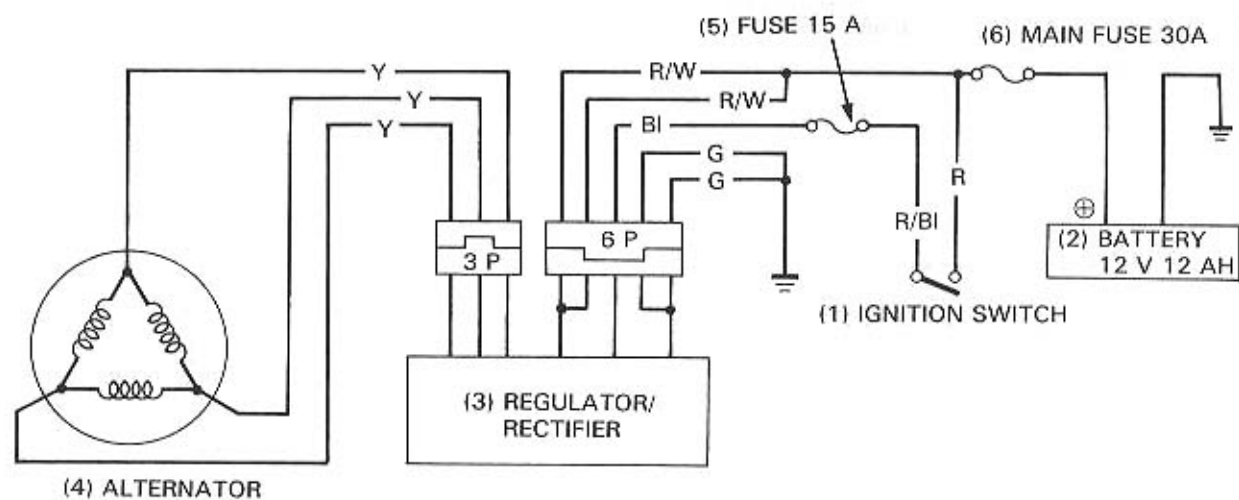 (5) FUSE 15 A
(6) MAIN FUSE 30A
Y
R/W
Y
R/W
Y
Bl
G
G
R
R/Bl
6 P
3 P
⊕
(2) BATTERY
12 V 12 AH
(1) IGNITION SWITCH
(3) REGULATOR/
RECTIFIER
(4) ALTERNATOR